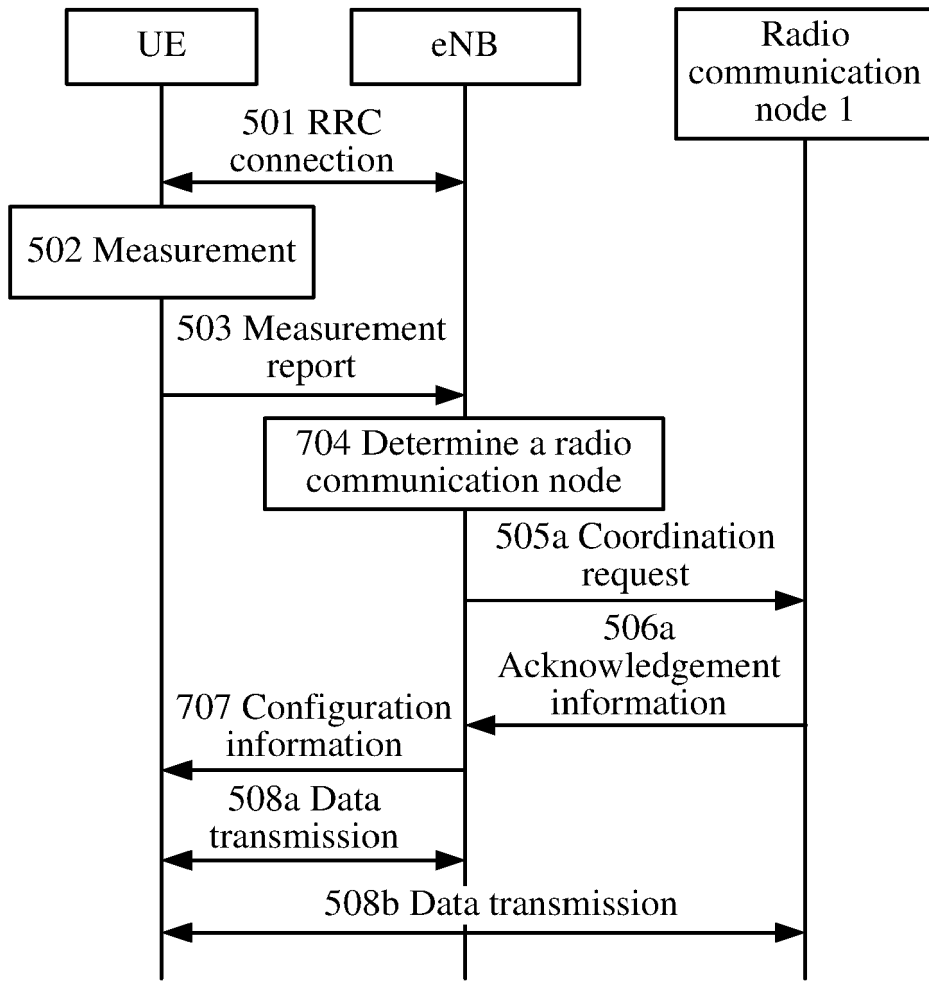 UE
eNB
Radio
communication
node 1
501 RRC
connection
502 Measurement
503 Measurement
report
704 Determine a radio
communication node
505a Coordination
request
506a
Acknowledgement
information
707 Configuration
information
508a Data
transmission
508b Data transmission